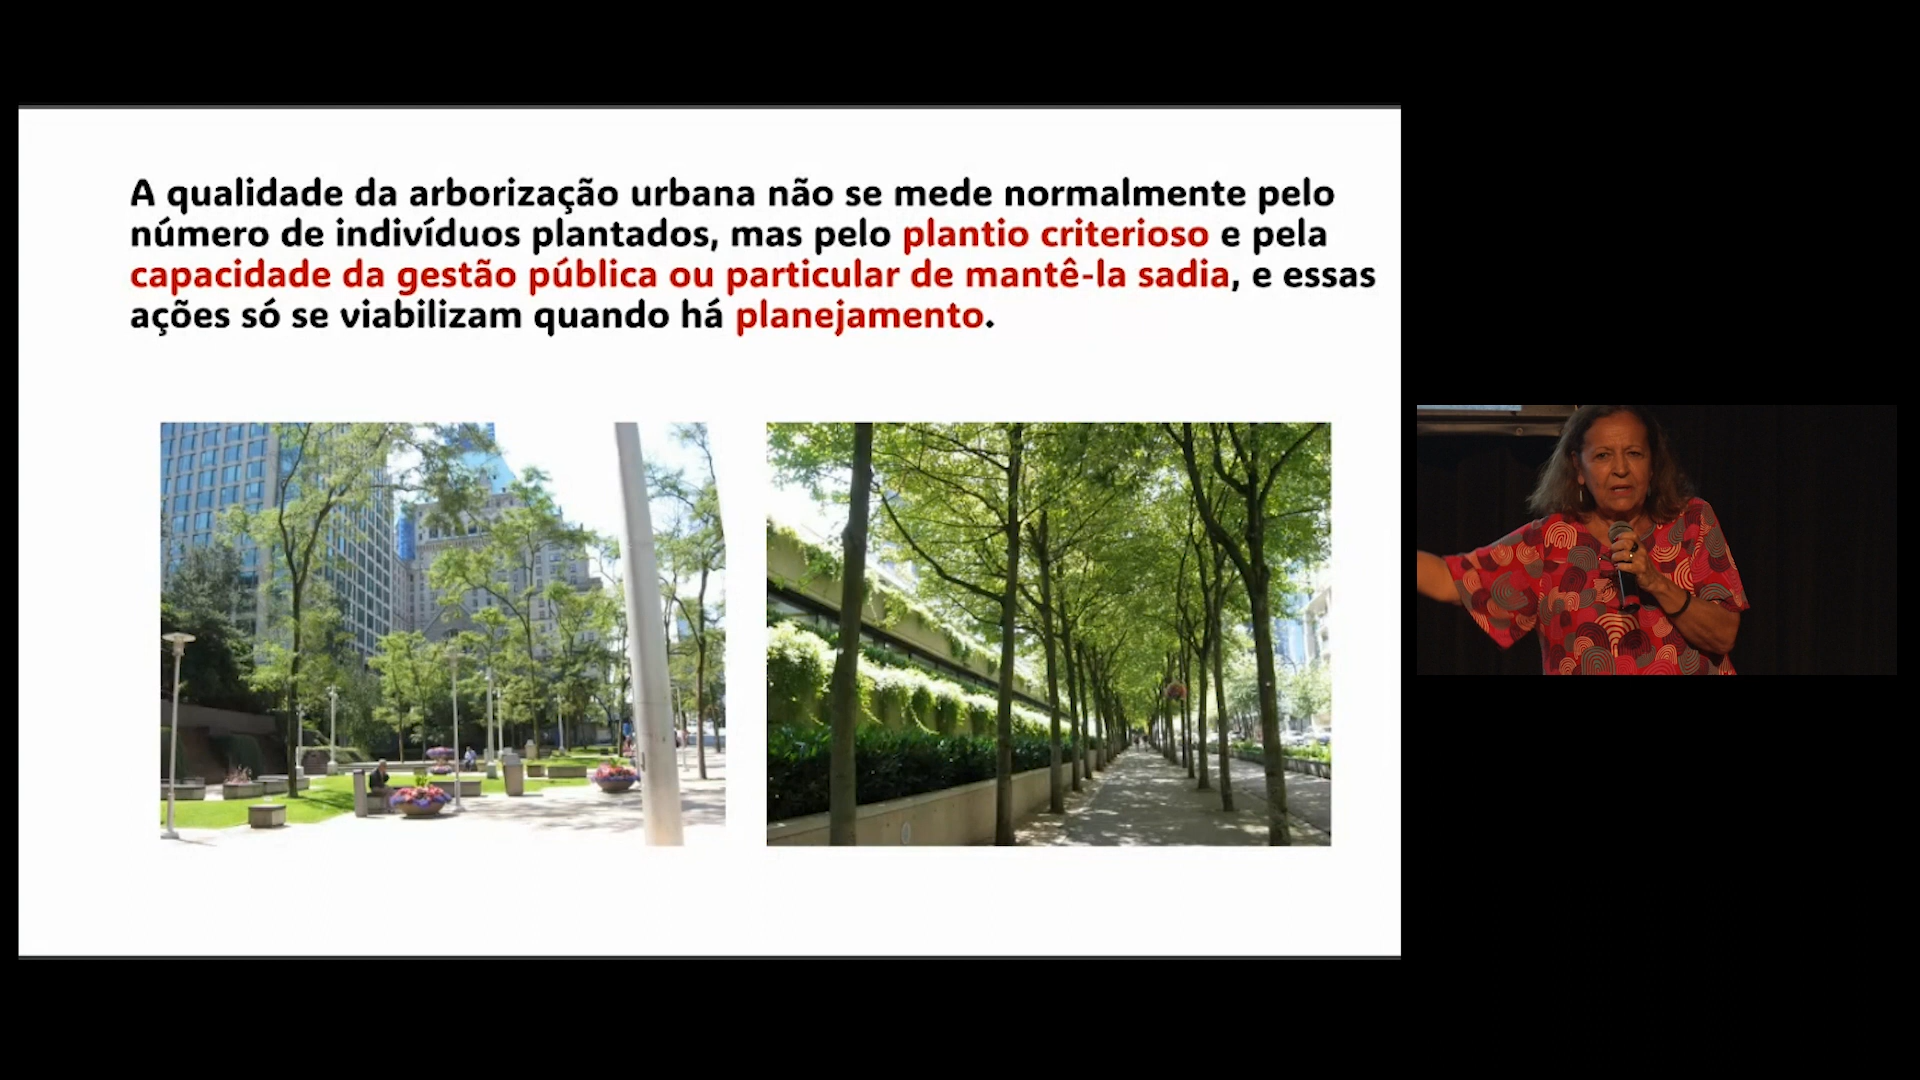 A qualidade da arborização urbana não se mede normalmente pelo
número de indivíduos plantados, mas pelo plantio criterioso e pela
capacidade da gestão pública ou particular de mantê-la sadia, e essas
ações só se viabilizam quando há planejamento.